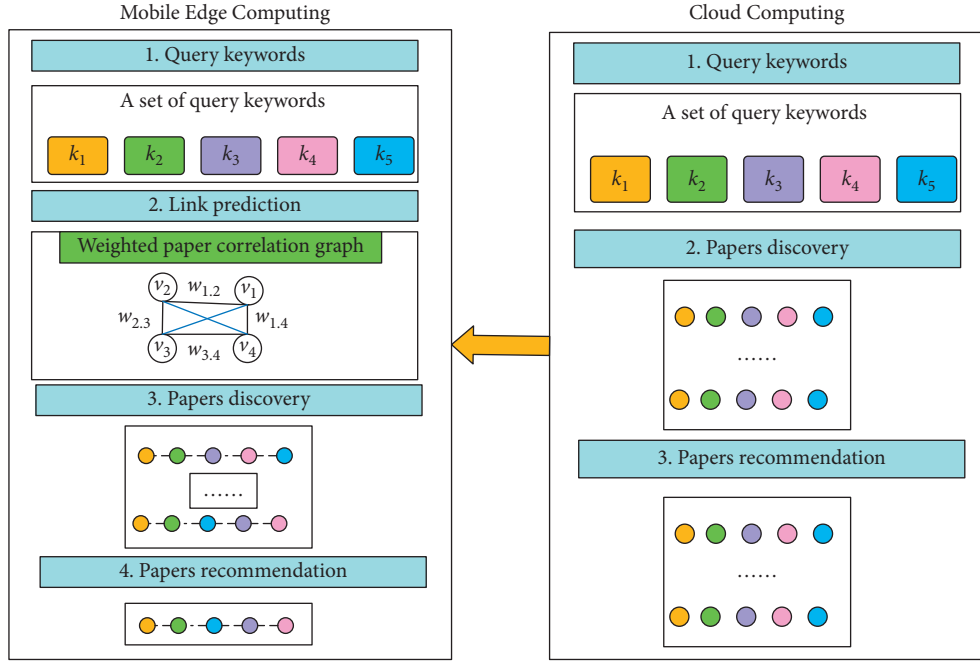 Mobile Edge Computing
1. Query keywords
A set of query keywords
k1 k2 k3 k4 k5
2. Link prediction
Weighted paper correlation graph
v2 w1.2 v1
w2.3 w1.4
v3 w3.4 v4
3. Papers discovery
......
4. Papers recommendation
Cloud Computing
1. Query keywords
A set of query keywords
k1 k2 k3 k4 k5
2. Papers discovery
......
3. Papers recommendation
......